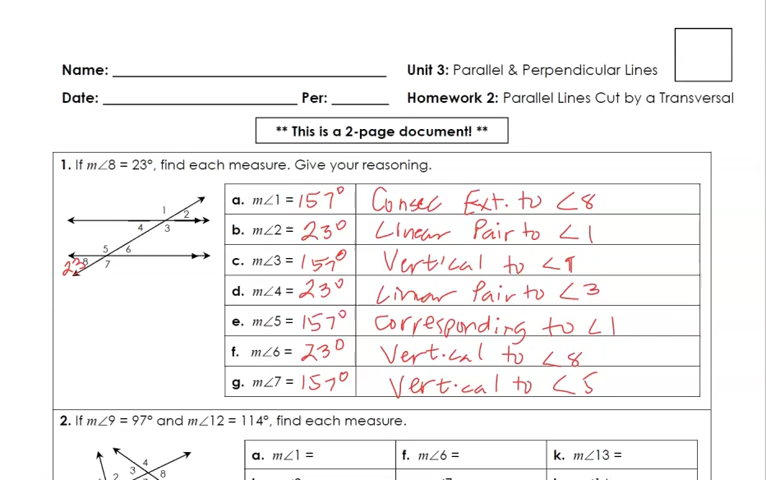 Name: ____ Unit 3: Parallel & Perpendicular Lines
Date: ____ Per: ____ Homework 2: Parallel Lines Cut by a Transversal
** This is a 2-page document! **
1. If m∠8 = 23°, find each measure. Give your reasoning.
a. m∠1 = 157° Consec Ext. to ∠8
b. m∠2 = 23° Linear Pair to ∠1
c. m∠3 = 157° Vertical to ∠1
d. m∠4 = 23° Linear Pair to ∠3
e. m∠5 = 157° Corresponding to ∠1
f. m∠6 = 23° Vertical to ∠8
g. m∠7 = 157° Vertical to ∠5
1 2
4 3
5 6
23 8 7
2. If m∠9 = 97° and m∠12 = 114°, find each measure.
a. m∠1 = f. m∠6 = k. m∠13 =
4
2 3 8